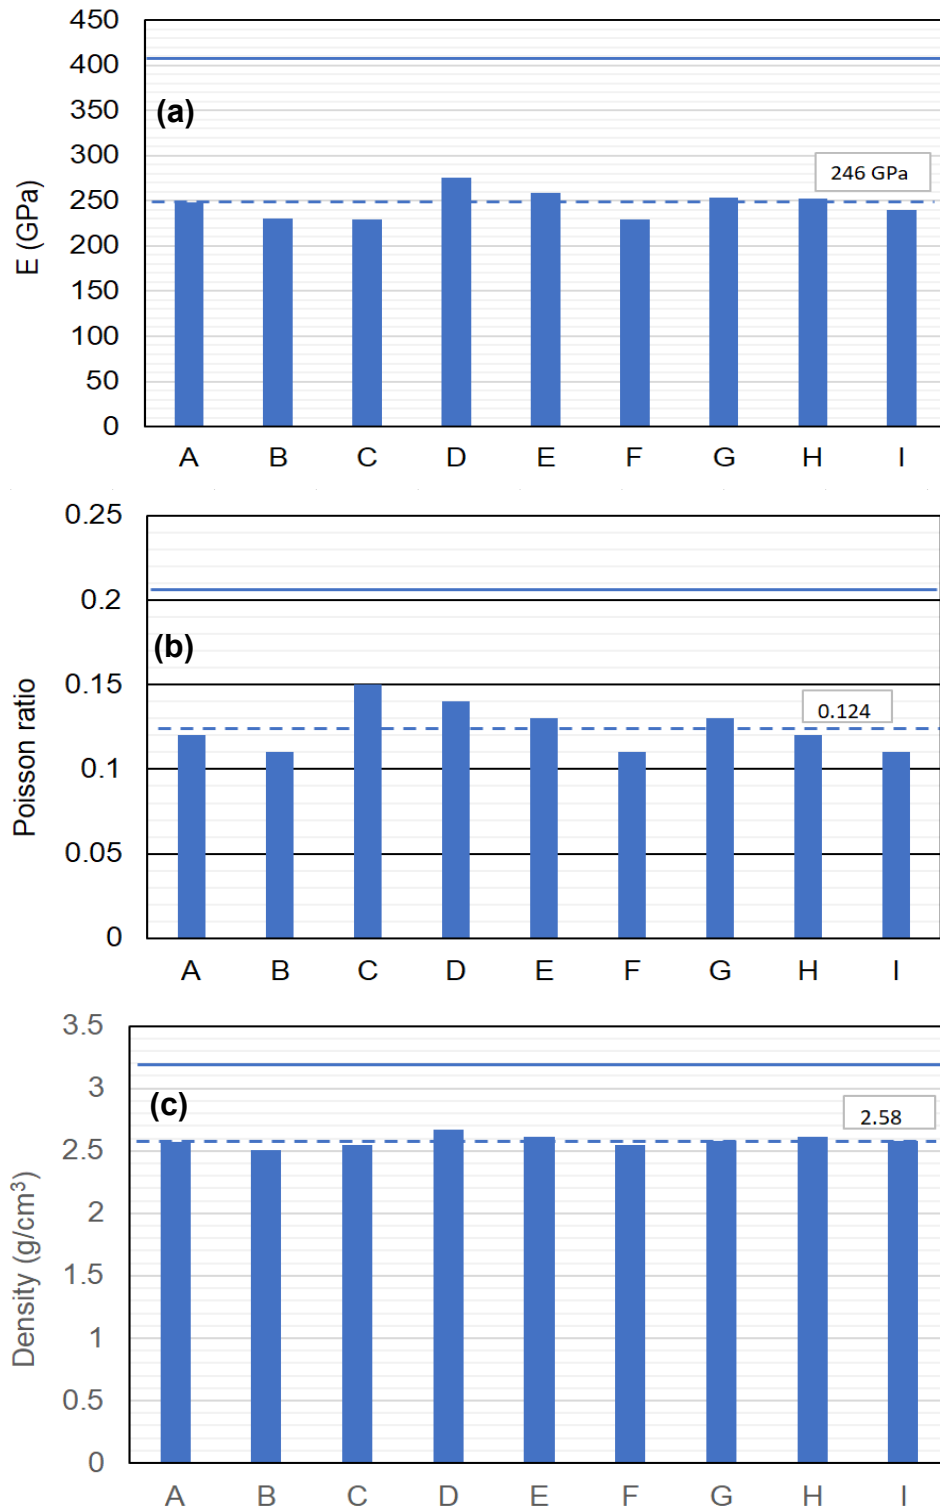 450
400
(a)
350
300
246 GPa
250
200
150
100
50
0
E (GPa)
A B C D E F G H I
0.25
0.2
(b)
0.15
0.124
0.1
0.05
0
Poisson ratio
A B C D E F G H I
3.5
3
(c)
2.58
2.5
2
1.5
1
0.5
0
Density (g/cm³)
A B C D E F G H I